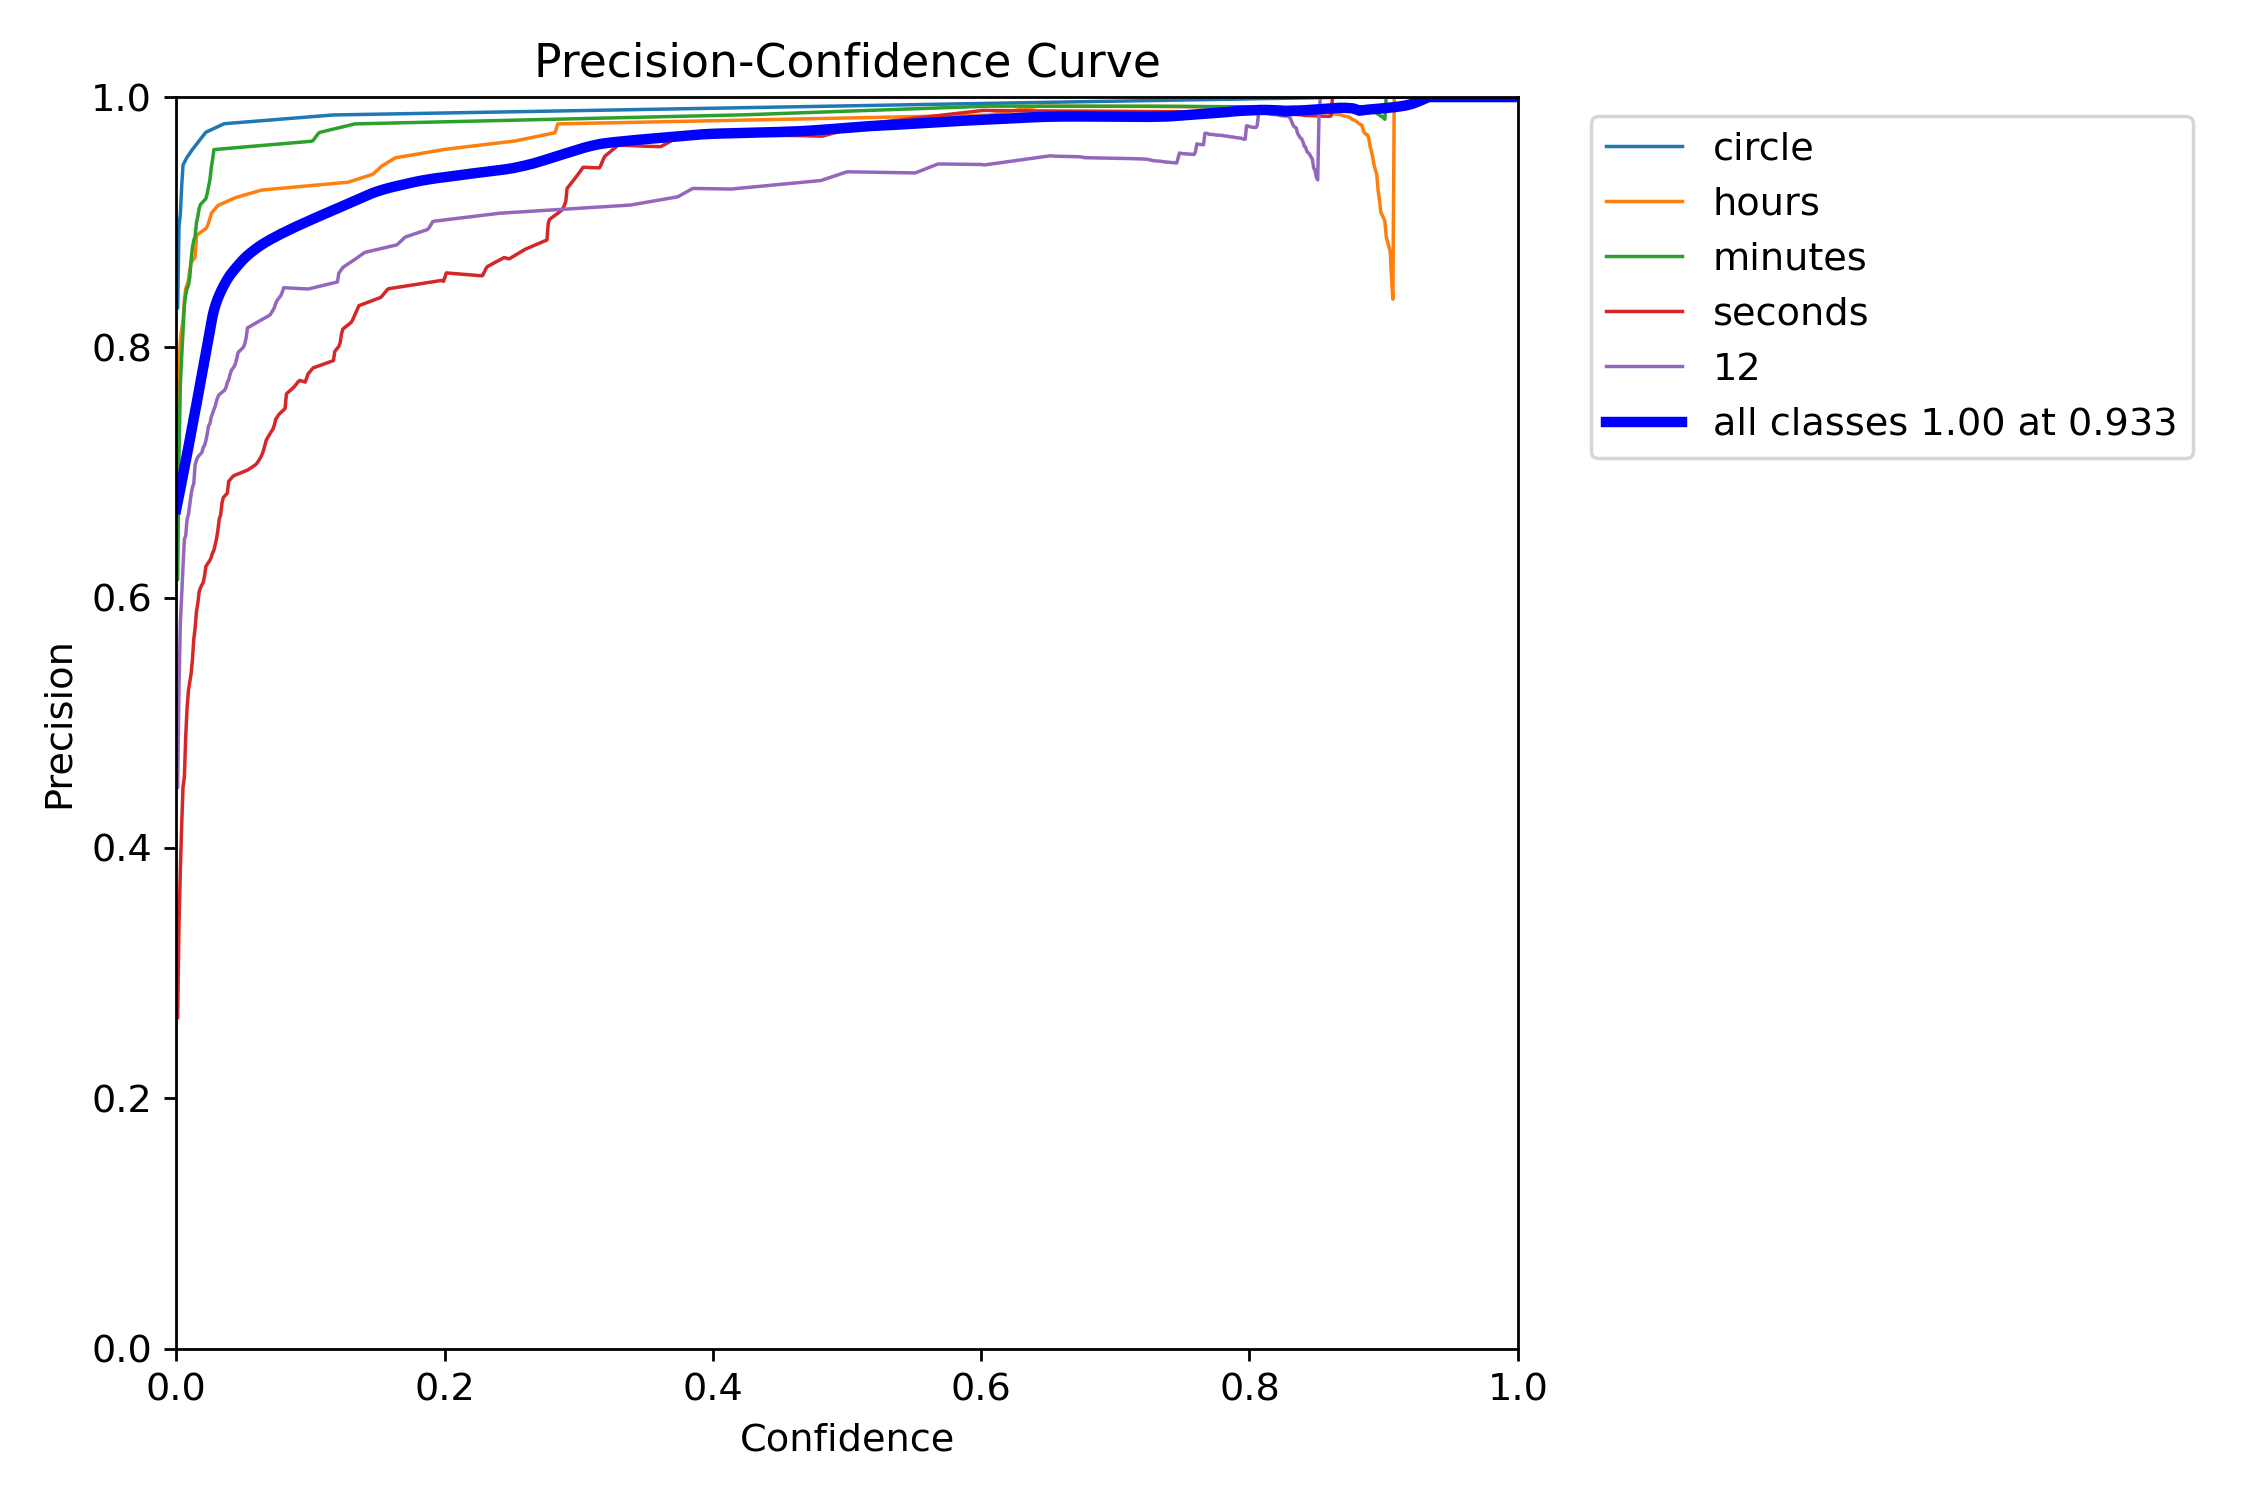 Precision-Confidence Curve
1.0
0.8
0.6
0.4
0.2
0.0
Precision
0.0 0.2 0.4 0.6 0.8 1.0
Confidence
circle
hours
minutes
seconds
12
all classes 1.00 at 0.933